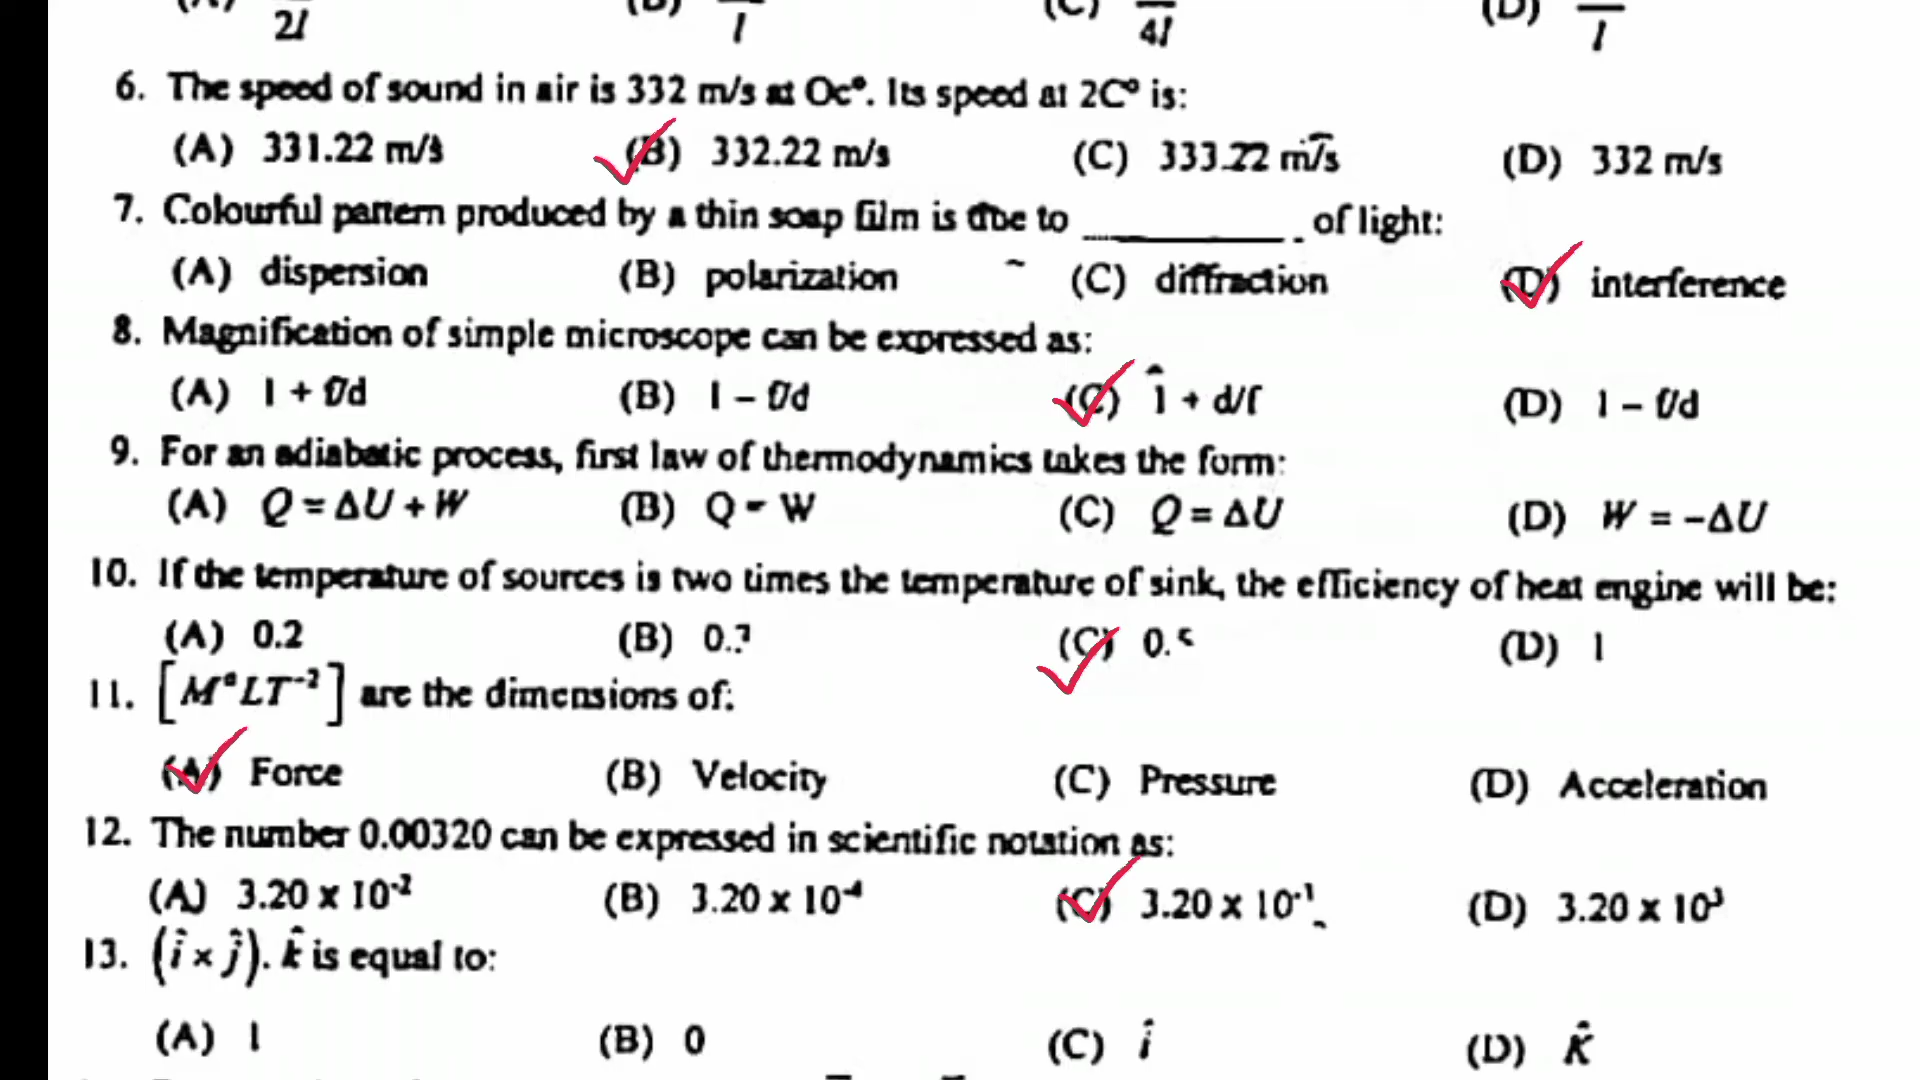 2l l 4l l
6. The speed of sound in air is 332 m/s at Oc°. Its speed at 2C° is:
(A) 331.22 m/s (B) 332.22 m/s (C) 333.22 m/s (D) 332 m/s
7. Colourful pattern produced by a thin soap film is due to __________ of light:
(A) dispersion (B) polarization (C) diffraction (D) interference
8. Magnification of simple microscope can be expressed as:
(A) 1 + f/d (B) 1 – f/d (C) 1 + d/f (D) 1 – f/d
9. For an adiabatic process, first law of thermodynamics takes the form:
(A) Q = ΔU + W (B) Q = W (C) Q = ΔU (D) W = –ΔU
10. If the temperature of sources is two times the temperature of sink, the efficiency of heat engine will be:
(A) 0.2 (B) (C) (D) 1
11. [M°LT⁻²] are the dimensions of:
(A) Force (B) Velocity (C) Pressure (D) Acceleration
12. The number 0.00320 can be expressed in scientific notation as:
(A) 3.20 x 10⁻² (B) 3.20 x 10⁻⁴ (C) 3.20 x 10⁻¹ (D) 3.20 x 10³
13. (î × ĵ). k̂ is equal to:
(A) 1 (B) 0 (C) î (D) K̂